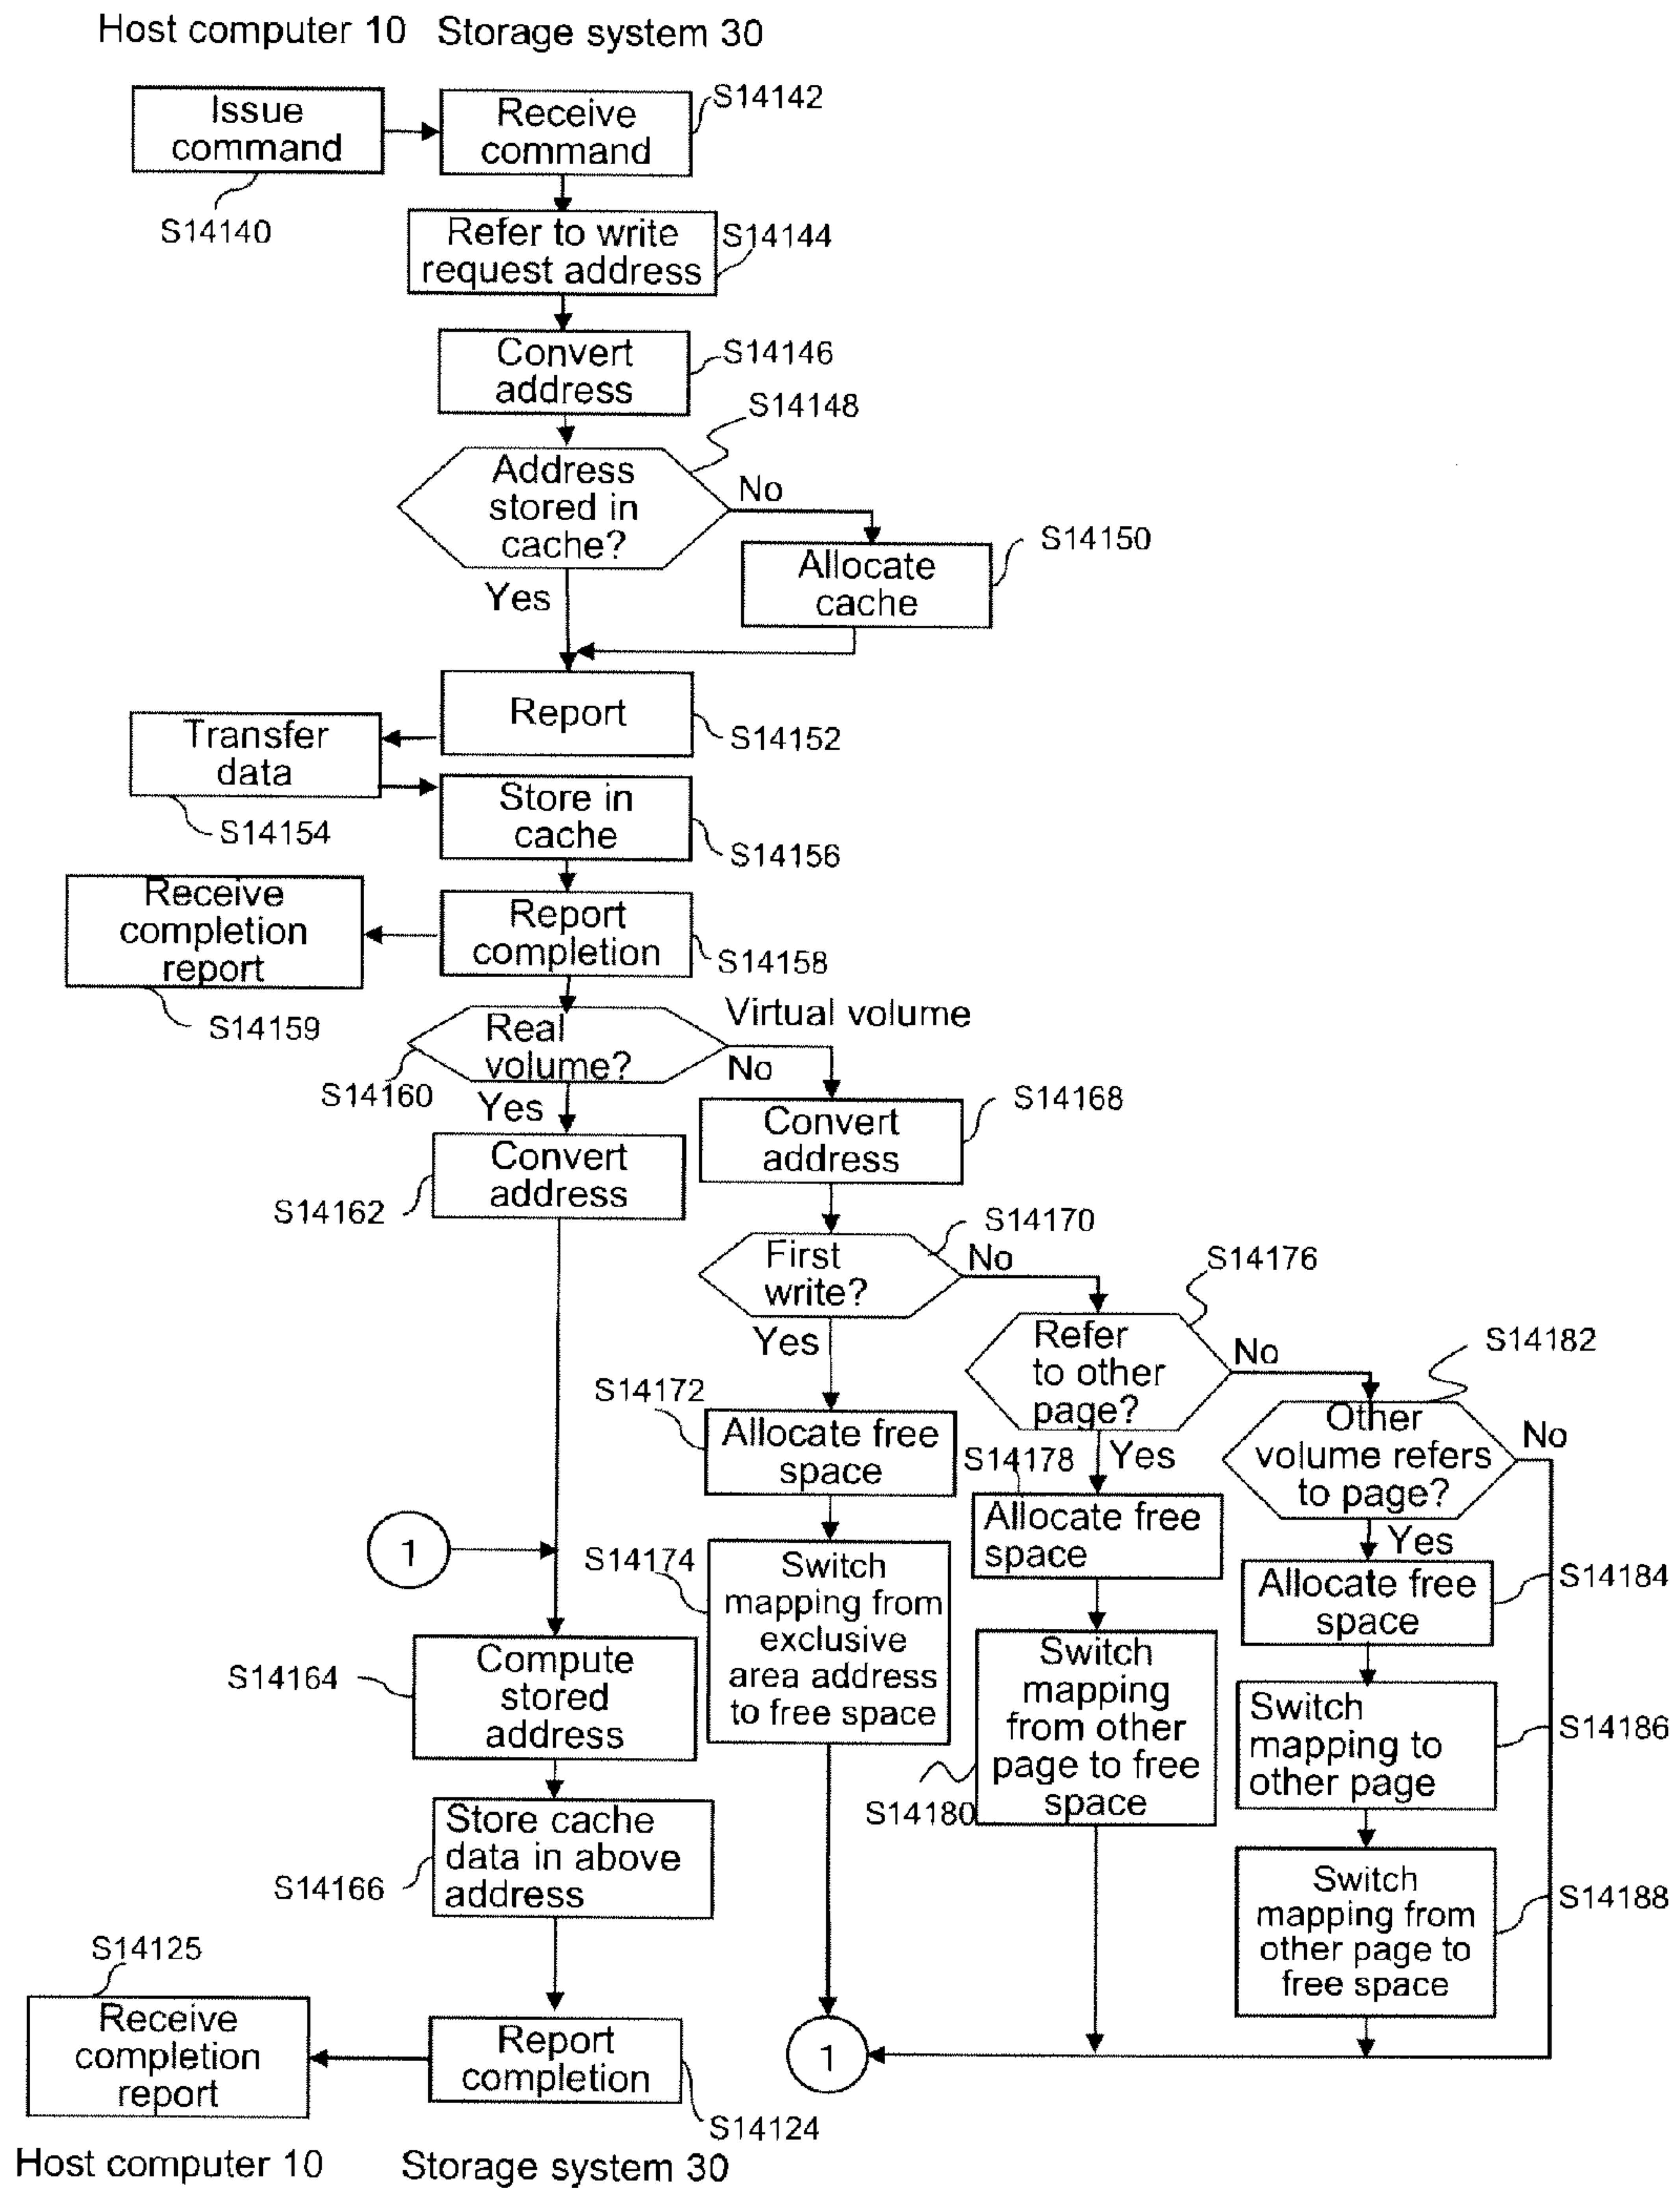 Host computer 10 Storage system 30
Issue
command
S14140
Receive
command
S14142
Refer to write
request address
S14144
Convert
address
S14146
Address
stored in
cache?
S14148
No
Yes
Allocate
cache
S14150
Report
S14152
Transfer
data
S14154
Store in
cache
S14156
Receive
completion
report
S14159
Report
completion
S14158
Real
volume?
S14160
Virtual volume
No
Yes
Convert
address
S14162
Convert
address
S14168
First
write?
S14170
No
Yes
Refer
to other
page?
S14176
No
Yes
Other
volume refers
to page?
S14182
No
Yes
S14172
Allocate free
space
S14178
Allocate free
space
Allocate free
space
S14184
1
S14174
Switch
mapping from
exclusive
area address
to free space
Switch
mapping
from other
page to free
space
S14180
Switch
mapping to
other page
S14186
Switch
mapping from
other page to
free space
S14188
S14164
Compute
stored
address
Store cache
data in above
address
S14166
S14125
Receive
completion
report
Report
completion
S14124
1
Host computer 10 Storage system 30